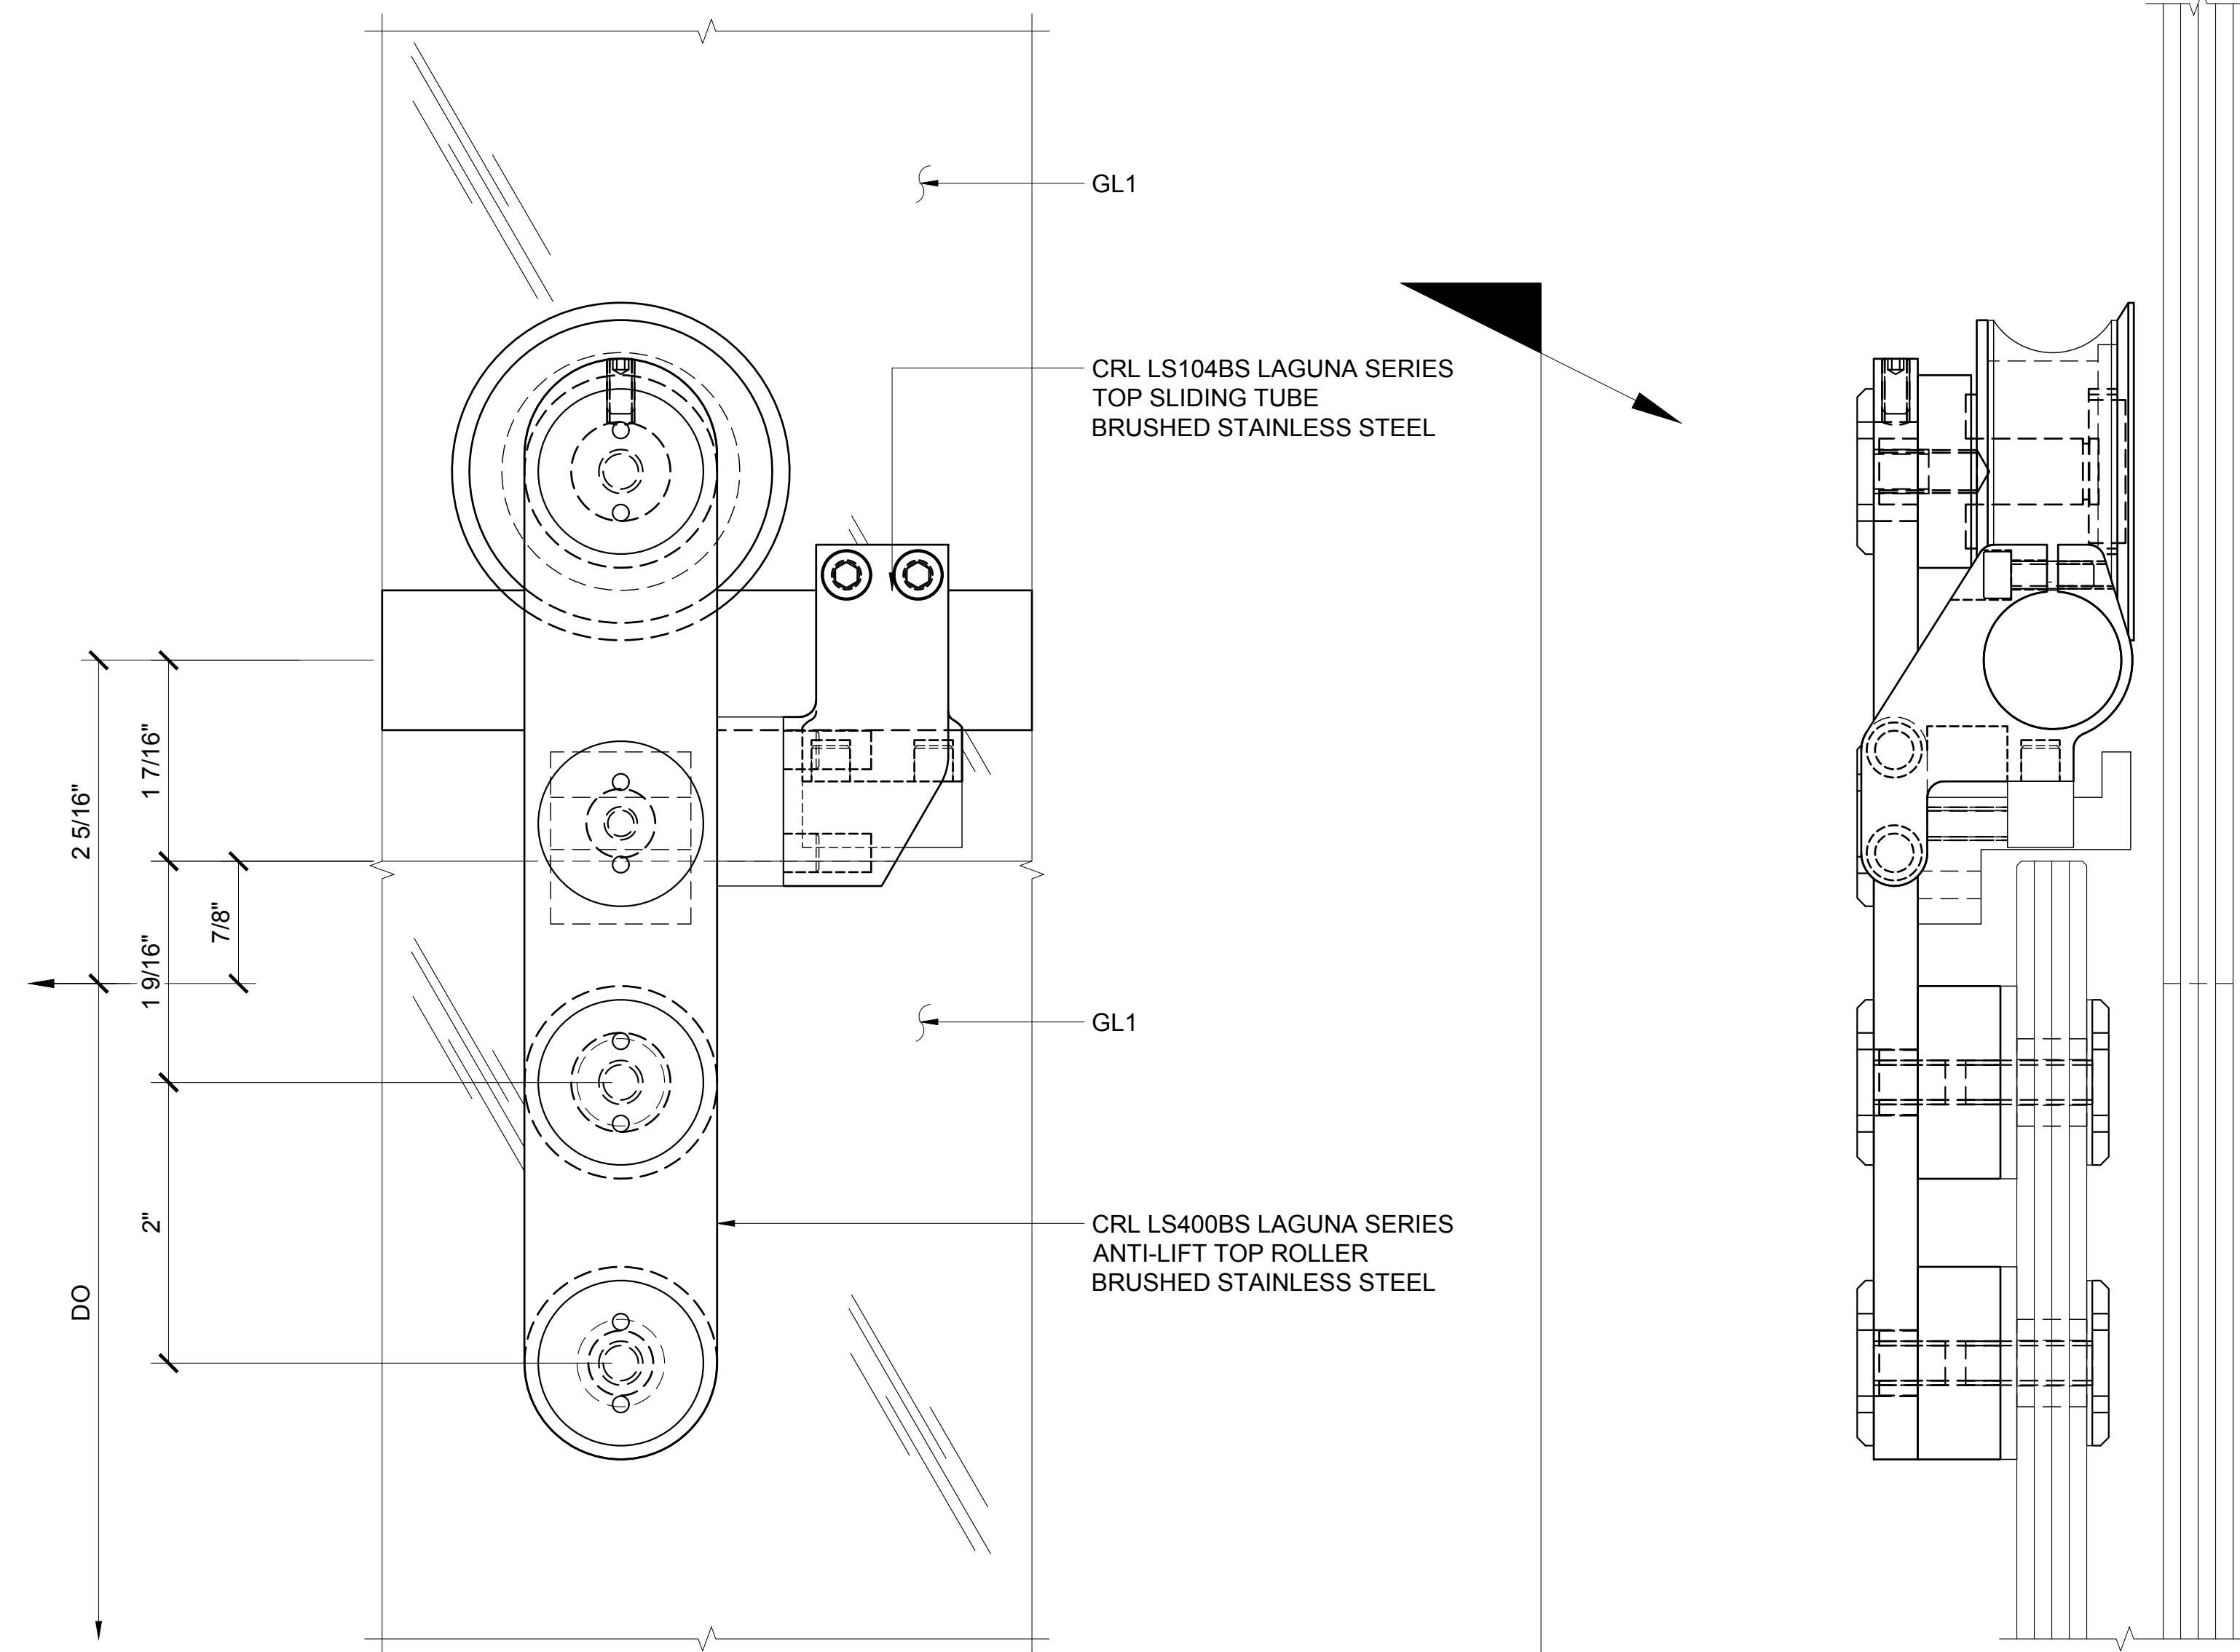 GL1
CRL LS104BS LAGUNA SERIES
TOP SLIDING TUBE
BRUSHED STAINLESS STEEL
2 5/16"
1 7/16"
7/8"
1 9/16"
GL1
2"
DO
CRL LS400BS LAGUNA SERIES
ANTI-LIFT TOP ROLLER
BRUSHED STAINLESS STEEL